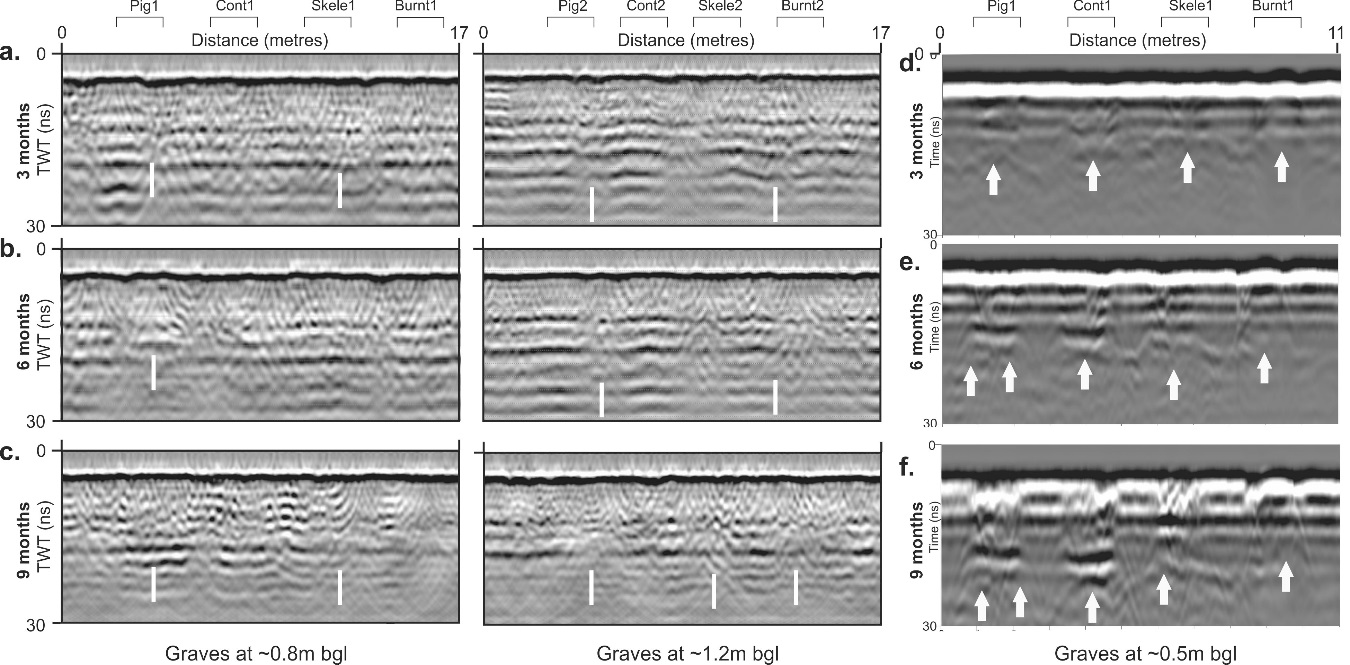 Pig1 Cont1 Skele1 Burnt1 Pig2 Cont2 Skele2 Burnt2 Pig1 Cont1 Skele1 Burnt1
0 Distance (metres) 17 0 Distance (metres) 17 0 Distance (metres) 11
a. 0 d. 0
3 months
TWT (ns)
3 months
Time (ns)
30 30
b. 0 e. 0
6 months
TWT (ns)
6 months
Time (ns)
30 30
c. 0 f. 0
9 months
TWT (ns)
9 months
Time (ns)
30 30
Graves at ~0.8m bgl Graves at ~1.2m bgl Graves at ~0.5m bgl